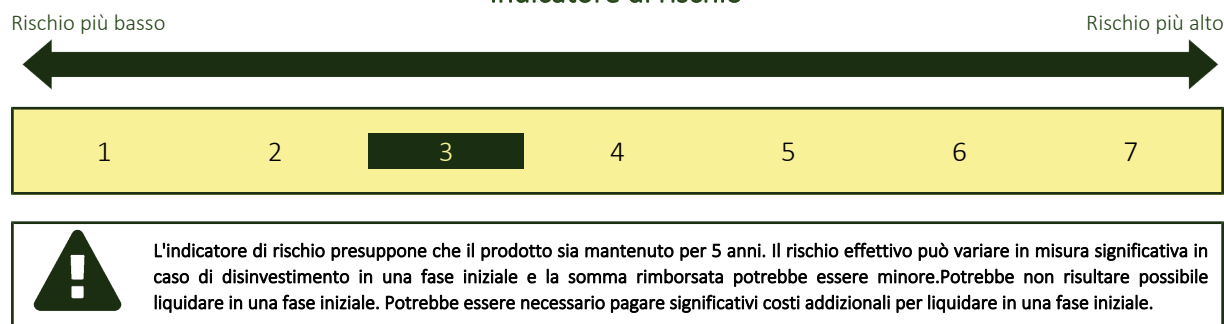 Indicatore di rischio
Rischio più basso
Rischio più alto
1 2 3 4 5 6 7
L'indicatore di rischio presuppone che il prodotto sia mantenuto per 5 anni. Il rischio effettivo può variare in misura significativa in
caso di disinvestimento in una fase iniziale e la somma rimborsata potrebbe essere minore.Potrebbe non risultare possibile
liquidare in una fase iniziale. Potrebbe essere necessario pagare significativi costi addizionali per liquidare in una fase iniziale.